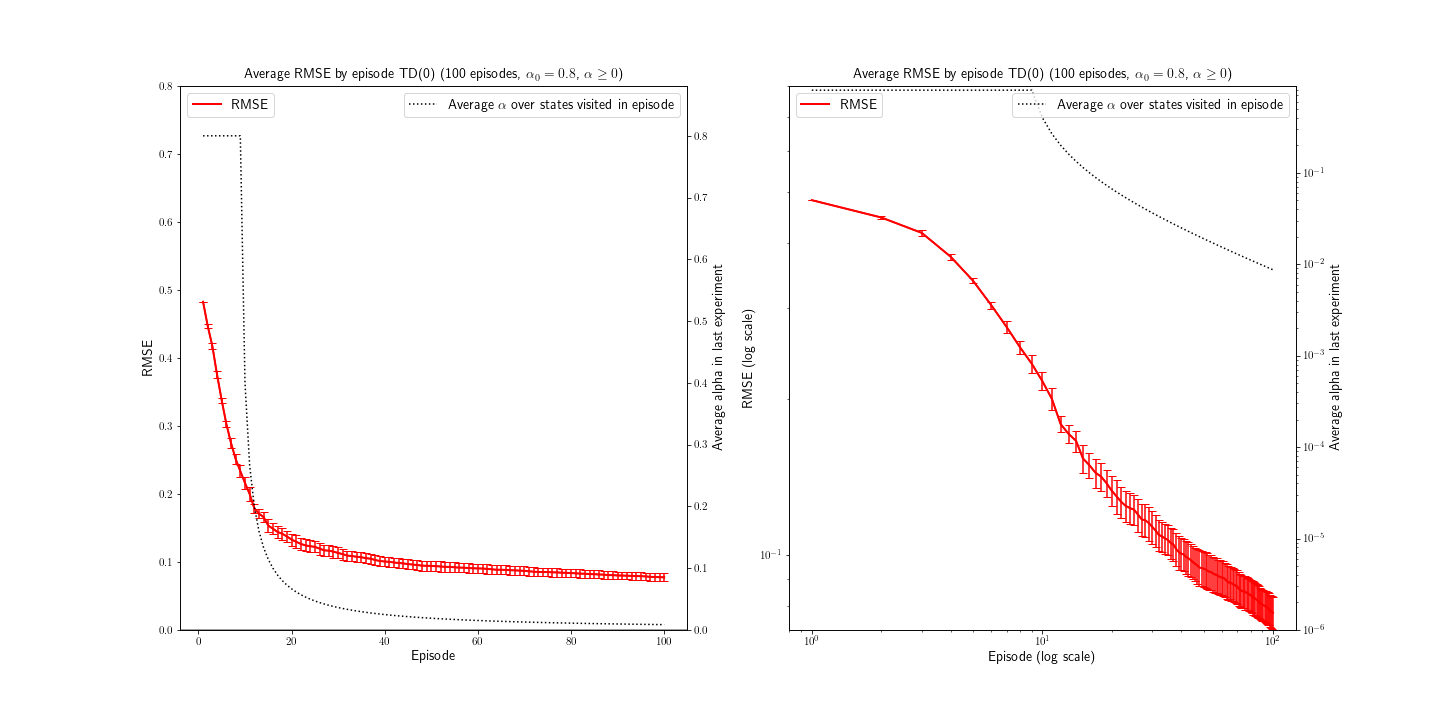 Average RMSE by episode TD(0) (100 episodes, α₀ = 0.8, α ≥ 0)
RMSE
Average α over states visited in episode
0.8
0.7
0.6
0.5
0.4
0.3
0.2
0.1
0.0
RMSE
0.8
0.7
0.6
0.5
0.4
0.3
0.2
0.1
0.0
Average alpha in last experiment
0
20
40
60
80
100
Episode
Average RMSE by episode TD(0) (100 episodes, α₀ = 0.8, α ≥ 0)
RMSE
Average α over states visited in episode
10⁻¹
RMSE (log scale)
10⁻¹
10⁻²
10⁻³
10⁻⁴
10⁻⁵
10⁻⁶
Average alpha in last experiment
10⁰
10¹
10²
Episode (log scale)